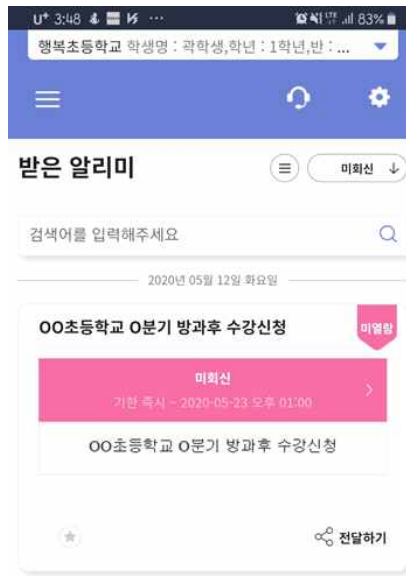 U+ 3:48
LTE 83%
행복초등학교 학생명 : 곽학생,학년 : 1학년,반 : ...
받은 알리미
미회신
검색어를 입력해주세요
2020년 05월 12일 화요일
OO초등학교 O분기 방과후 수강신청
미열람
미회신
기한 즉시 ~ 2020-05-23 오후 01:00
OO초등학교 O분기 방과후 수강신청
전달하기